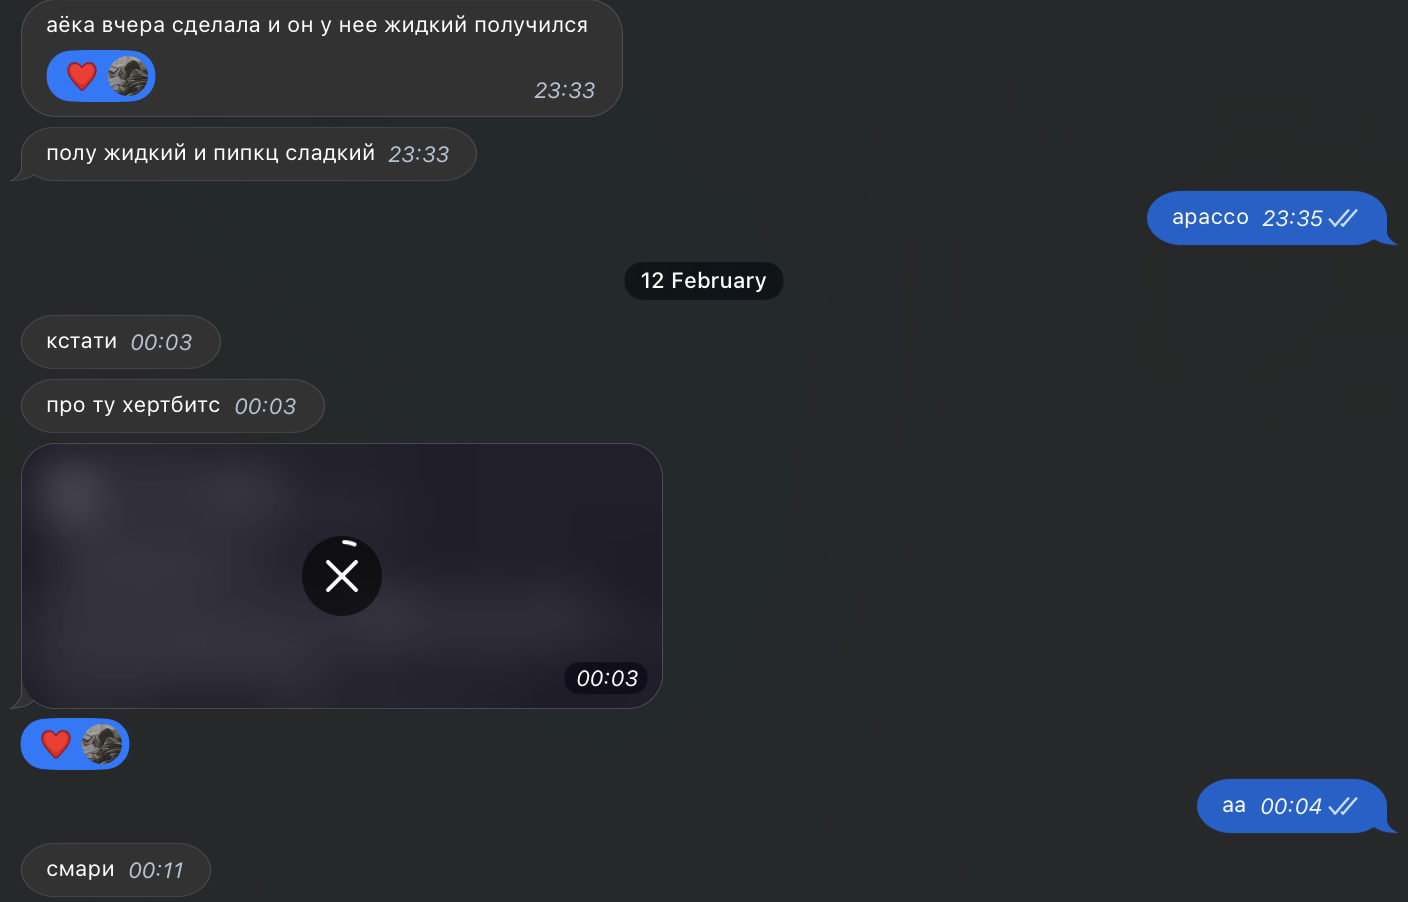 аёка вчера сделала и он у нее жидкий получился
23:33
полу жидкий и пипкц сладкий 23:33
арассо 23:35
12 February
кстати 00:03
про ту хертбитс 00:03
00:03
аа 00:04
смари 00:11